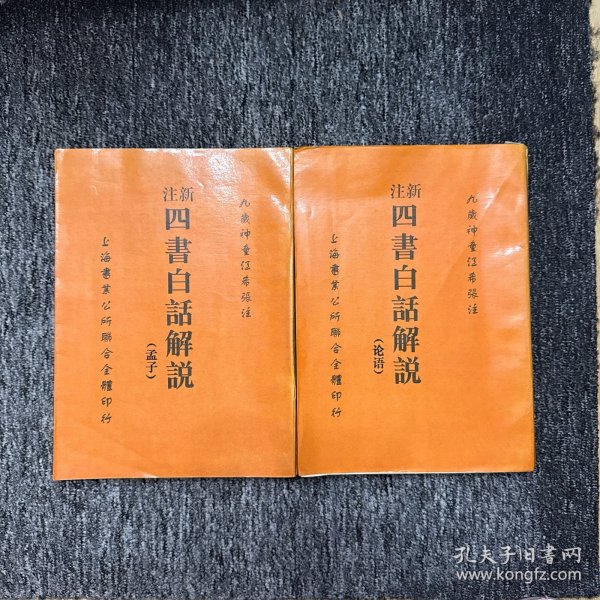 九歲神童江希張注
新注
四書白話解説
(孟子)
上海書業公所聯合全體印行
九歲神童江希張注
新注
四書白話解説
(论语)
上海書業公所聯合全體印行
孔夫子旧書网
www.kongfz.com